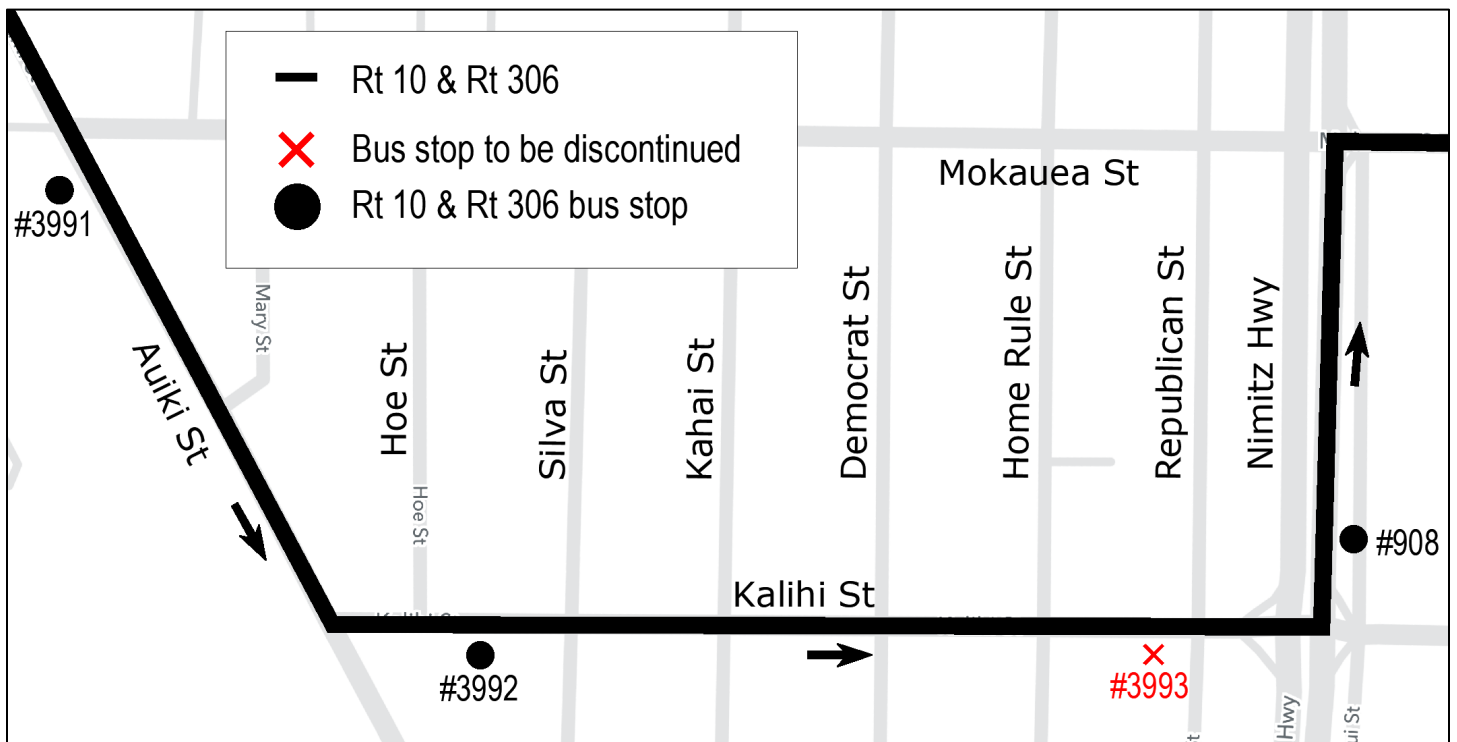 Rt 10 & Rt 306
Bus stop to be discontinued
Rt 10 & Rt 306 bus stop
Mokauea St
#3991
Mary St
Auiki St
Hoe St
Silva St
Kahai St
Democrat St
Home Rule St
Republican St
Nimitz Hwy
Hoe St
#908
Kalihi St
#3992
#3993
Hwy